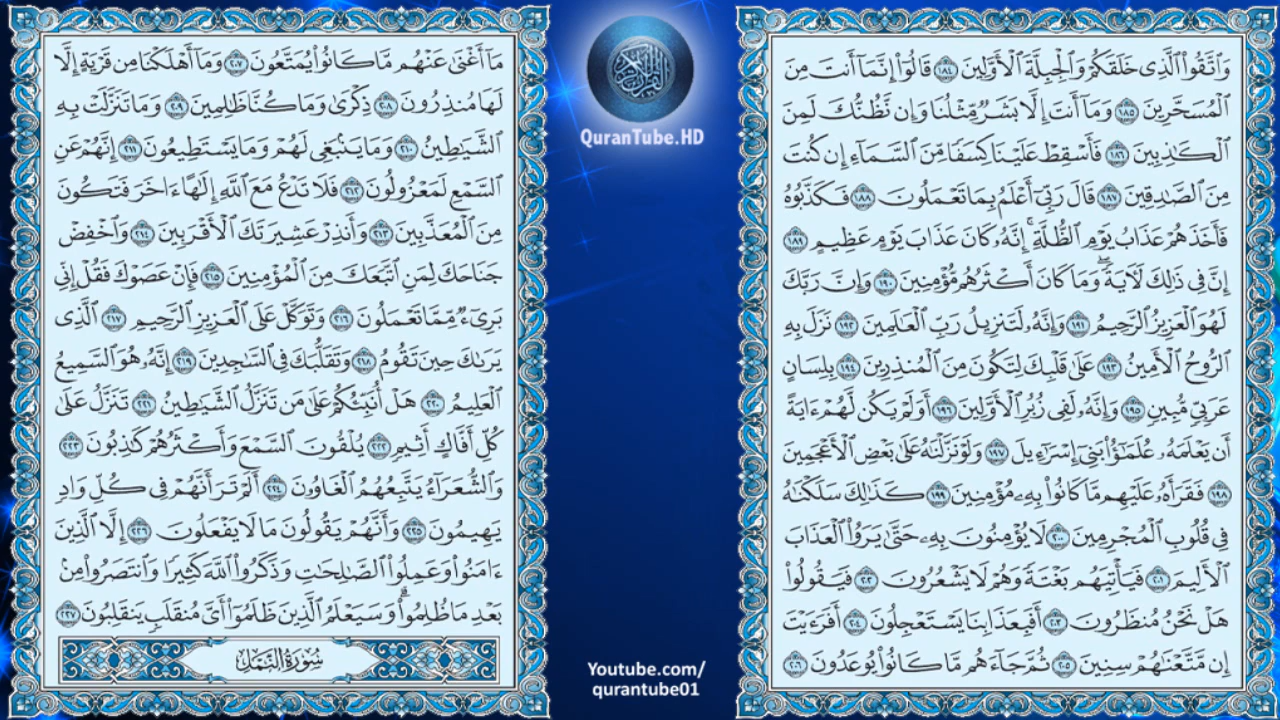 وَٱتَّقُوا۟ ٱلَّذِى خَلَقَكُمْ وَٱلْجِبِلَّةَ ٱلْأَوَّلِينَ ١٨٤ قَالُوٓا۟ إِنَّمَآ أَنتَ مِنَ
ٱلْمُسَحَّرِينَ ١٨٥ وَمَآ أَنتَ إِلَّا بَشَرٌ مِّثْلُنَا وَإِن نَّظُنُّكَ لَمِنَ
ٱلْكَـٰذِبِينَ ١٨٦ فَأَسْقِطْ عَلَيْنَا كِسَفًا مِّنَ ٱلسَّمَآءِ إِن كُنتَ
مِنَ ٱلصَّـٰدِقِينَ ١٨٧ قَالَ رَبِّىٓ أَعْلَمُ بِمَا تَعْمَلُونَ ١٨٨ فَكَذَّبُوهُ
فَأَخَذَهُمْ عَذَابُ يَوْمِ ٱلظُّلَّةِ ۚ إِنَّهُۥ كَانَ عَذَابَ يَوْمٍ عَظِيمٍ ١٨٩
إِنَّ فِى ذَٰلِكَ لَـَٔايَةً ۖ وَمَا كَانَ أَكْثَرُهُم مُّؤْمِنِينَ ١٩٠ وَإِنَّ رَبَّكَ
لَهُوَ ٱلْعَزِيزُ ٱلرَّحِيمُ ١٩١ وَإِنَّهُۥ لَتَنزِيلُ رَبِّ ٱلْعَـٰلَمِينَ ١٩٢ نَزَلَ بِهِ
ٱلرُّوحُ ٱلْأَمِينُ ١٩٣ عَلَىٰ قَلْبِكَ لِتَكُونَ مِنَ ٱلْمُنذِرِينَ ١٩٤ بِلِسَانٍ
عَرَبِىٍّ مُّبِينٍ ١٩٥ وَإِنَّهُۥ لَفِى زُبُرِ ٱلْأَوَّلِينَ ١٩٦ أَوَلَمْ يَكُن لَّهُمْ ءَايَةً
أَن يَعْلَمَهُۥ عُلَمَـٰٓؤُا۟ بَنِىٓ إِسْرَٰٓءِيلَ ١٩٧ وَلَوْ نَزَّلْنَـٰهُ عَلَىٰ بَعْضِ ٱلْأَعْجَمِينَ
١٩٨ فَقَرَأَهُۥ عَلَيْهِم مَّا كَانُوا۟ بِهِۦ مُؤْمِنِينَ ١٩٩ كَذَٰلِكَ سَلَكْنَـٰهُ
فِى قُلُوبِ ٱلْمُجْرِمِينَ ٢٠٠ لَا يُؤْمِنُونَ بِهِۦ حَتَّىٰ يَرَوُا۟ ٱلْعَذَابَ
ٱلْأَلِيمَ ٢٠١ فَيَأْتِيَهُم بَغْتَةً وَهُمْ لَا يَشْعُرُونَ ٢٠٢ فَيَقُولُوا۟
هَلْ نَحْنُ مُنظَرُونَ ٢٠٣ أَفَبِعَذَابِنَا يَسْتَعْجِلُونَ ٢٠٤ أَفَرَءَيْتَ
إِن مَّتَّعْنَـٰهُمْ سِنِينَ ٢٠٥ ثُمَّ جَآءَهُم مَّا كَانُوا۟ يُوعَدُونَ ٢٠٦
مَآ أَغْنَىٰ عَنْهُم مَّا كَانُوا۟ يُمَتَّعُونَ ٢٠٧ وَمَآ أَهْلَكْنَا مِن قَرْيَةٍ إِلَّا
لَهَا مُنذِرُونَ ٢٠٨ ذِكْرَىٰ وَمَا كُنَّا ظَـٰلِمِينَ ٢٠٩ وَمَا تَنَزَّلَتْ بِهِ
ٱلشَّيَـٰطِينُ ٢١٠ وَمَا يَنۢبَغِى لَهُمْ وَمَا يَسْتَطِيعُونَ ٢١١ إِنَّهُمْ عَنِ
ٱلسَّمْعِ لَمَعْزُولُونَ ٢١٢ فَلَا تَدْعُ مَعَ ٱللَّهِ إِلَـٰهًا ءَاخَرَ فَتَكُونَ
مِنَ ٱلْمُعَذَّبِينَ ٢١٣ وَأَنذِرْ عَشِيرَتَكَ ٱلْأَقْرَبِينَ ٢١٤ وَٱخْفِضْ
جَنَاحَكَ لِمَنِ ٱتَّبَعَكَ مِنَ ٱلْمُؤْمِنِينَ ٢١٥ فَإِنْ عَصَوْكَ فَقُلْ إِنِّى
بَرِىٓءٌ مِّمَّا تَعْمَلُونَ ٢١٦ وَتَوَكَّلْ عَلَى ٱلْعَزِيزِ ٱلرَّحِيمِ ٢١٧ ٱلَّذِى
يَرَىٰكَ حِينَ تَقُومُ ٢١٨ وَتَقَلُّبَكَ فِى ٱلسَّـٰجِدِينَ ٢١٩ إِنَّهُۥ هُوَ ٱلسَّمِيعُ
ٱلْعَلِيمُ ٢٢٠ هَلْ أُنَبِّئُكُمْ عَلَىٰ مَن تَنَزَّلُ ٱلشَّيَـٰطِينُ ٢٢١ تَنَزَّلُ عَلَىٰ
كُلِّ أَفَّاكٍ أَثِيمٍ ٢٢٢ يُلْقُونَ ٱلسَّمْعَ وَأَكْثَرُهُمْ كَـٰذِبُونَ ٢٢٣
وَٱلشُّعَرَآءُ يَتَّبِعُهُمُ ٱلْغَاوُۥنَ ٢٢٤ أَلَمْ تَرَ أَنَّهُمْ فِى كُلِّ وَادٍ
يَهِيمُونَ ٢٢٥ وَأَنَّهُمْ يَقُولُونَ مَا لَا يَفْعَلُونَ ٢٢٦ إِلَّا ٱلَّذِينَ
ءَامَنُوا۟ وَعَمِلُوا۟ ٱلصَّـٰلِحَـٰتِ وَذَكَرُوا۟ ٱللَّهَ كَثِيرًا وَٱنتَصَرُوا۟ مِنۢ
بَعْدِ مَا ظُلِمُوا۟ ۗ وَسَيَعْلَمُ ٱلَّذِينَ ظَلَمُوٓا۟ أَىَّ مُنقَلَبٍ يَنقَلِبُونَ ٢٢٧
سُورَةُ النَّمْلِ
QuranTube.HD
Youtube.com/
qurantube01